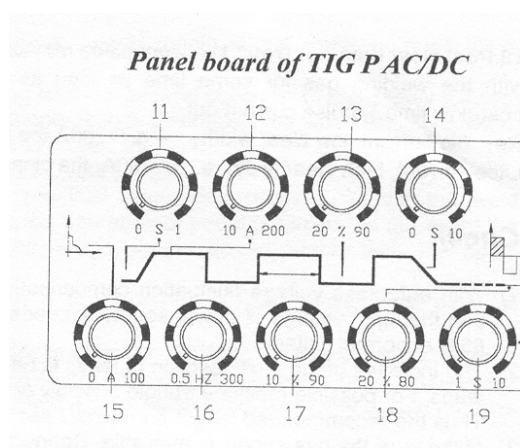 Panel board of TIG P AC/DC
11 12 13 14
0 S 1 10 A 200 20 % 90 0 S 10
0 A 100 0.5 HZ 300 10 % 90 20 % 80 1 S 10
15 16 17 18 19